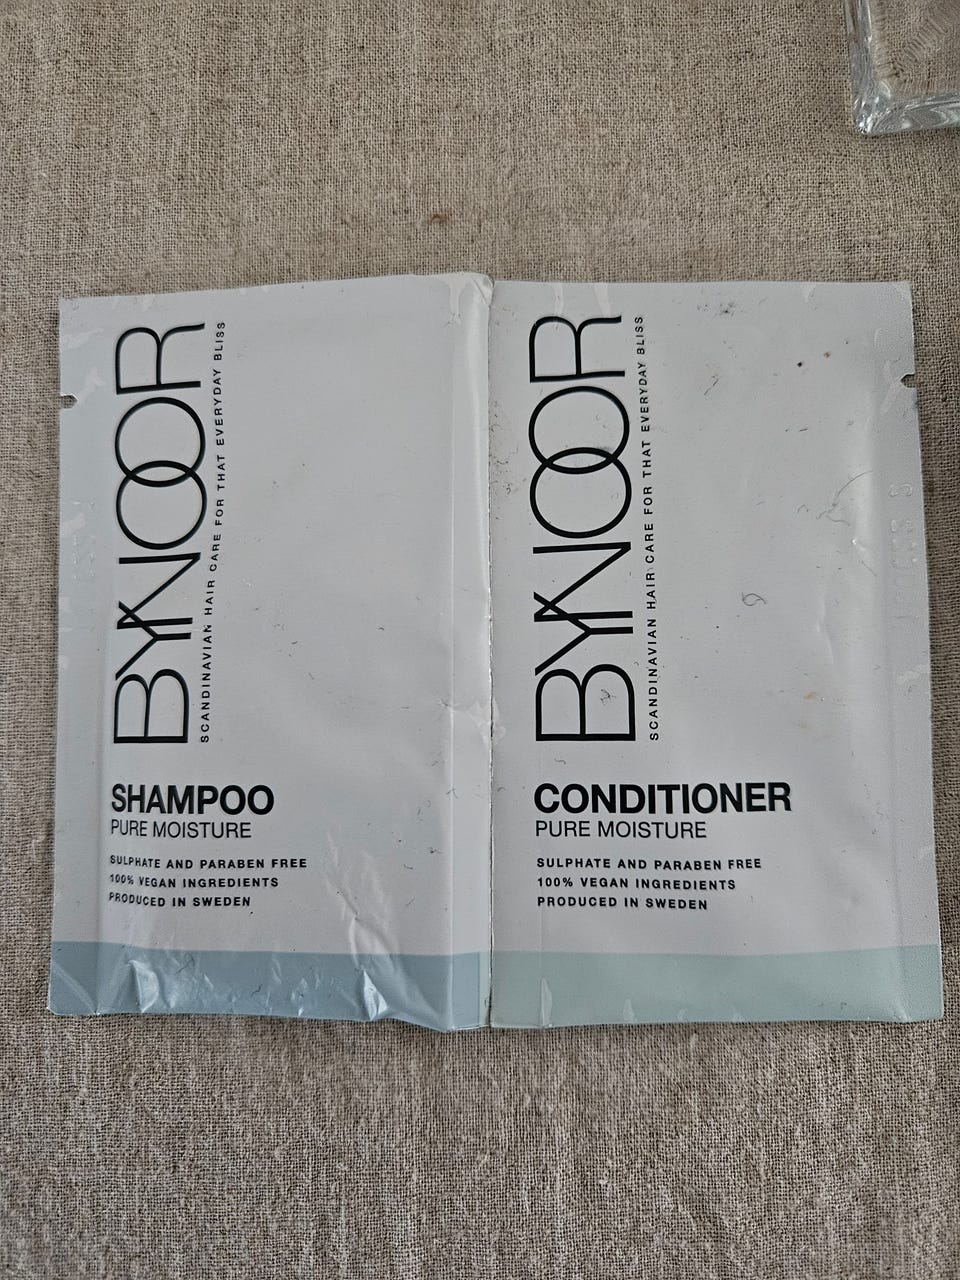 BYNOOR
SCANDINAVIAN HAIR CARE FOR THAT EVERYDAY BLISS
SHAMPOO
PURE MOISTURE
SULPHATE AND PARABEN FREE
100% VEGAN INGREDIENTS
PRODUCED IN SWEDEN
BYNOOR
SCANDINAVIAN HAIR CARE FOR THAT EVERYDAY BLISS
CONDITIONER
PURE MOISTURE
SULPHATE AND PARABEN FREE
100% VEGAN INGREDIENTS
PRODUCED IN SWEDEN